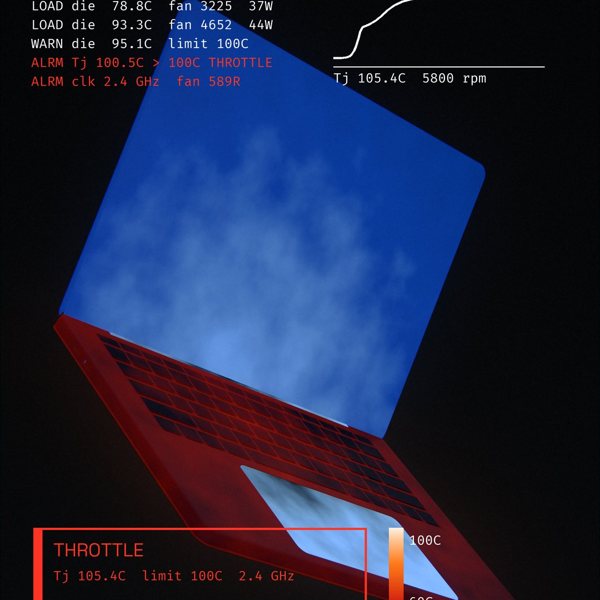 LOAD die  78.8C  fan 3225  37W
LOAD die  93.3C  fan 4652  44W
WARN die  95.1C  limit 100C
ALRM Tj 100.5C > 100C THROTTLE
ALRM clk 2.4 GHz  fan 589R
Tj 105.4C  5800 rpm
100C
THROTTLE
Tj 105.4C  limit 100C  2.4 GHz
60C